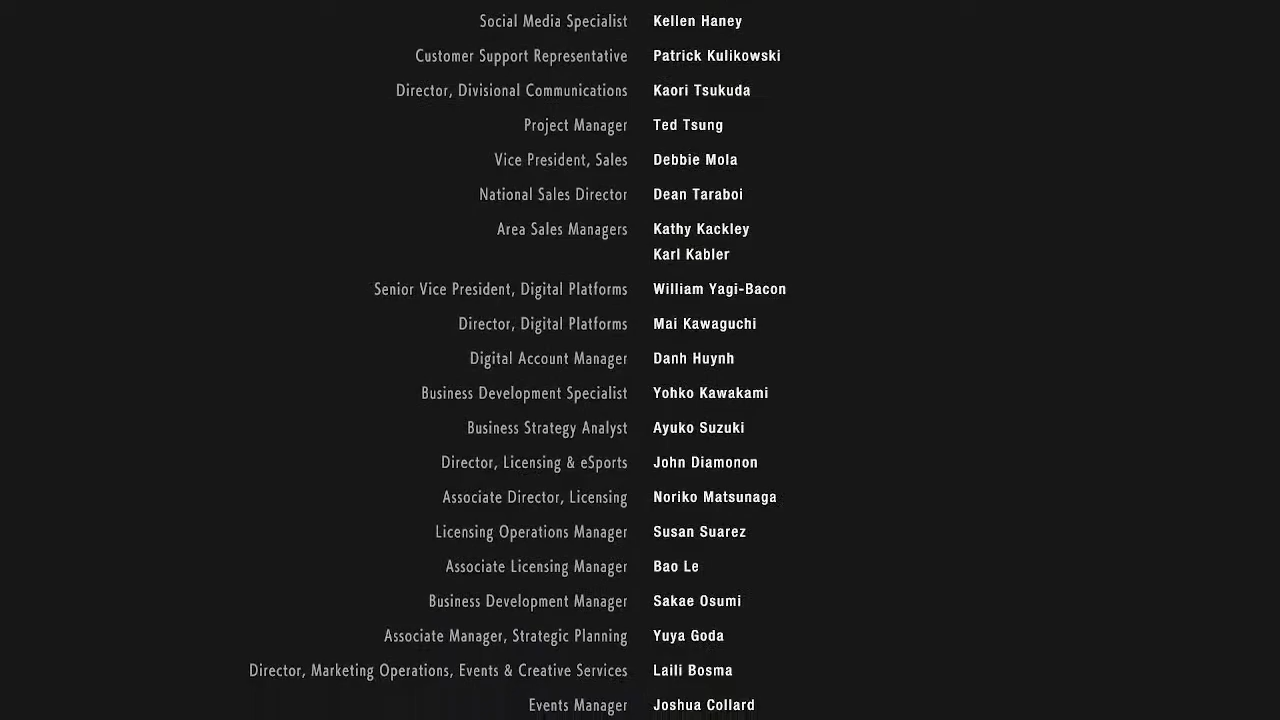 Social Media Specialist Kellen Haney
Customer Support Representative Patrick Kulikowski
Director, Divisional Communications Kaori Tsukuda
Project Manager Ted Tsung
Vice President, Sales Debbie Mola
National Sales Director Dean Taraboi
Area Sales Managers Kathy Kackley
Karl Kabler
Senior Vice President, Digital Platforms William Yagi-Bacon
Director, Digital Platforms Mai Kawaguchi
Digital Account Manager Danh Huynh
Business Development Specialist Yohko Kawakami
Business Strategy Analyst Ayuko Suzuki
Director, Licensing & eSports John Diamonon
Associate Director, Licensing Noriko Matsunaga
Licensing Operations Manager Susan Suarez
Associate Licensing Manager Bao Le
Business Development Manager Sakae Osumi
Associate Manager, Strategic Planning Yuya Goda
Director, Marketing Operations, Events & Creative Services Laili Bosma
Events Manager Joshua Collard